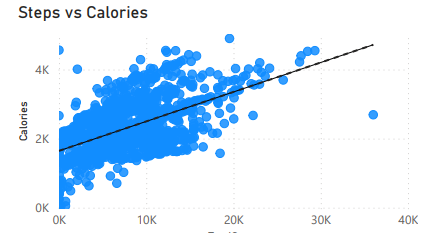 Steps vs Calories
4K
Calories
2K
0K
0K 10K 20K 30K 40K